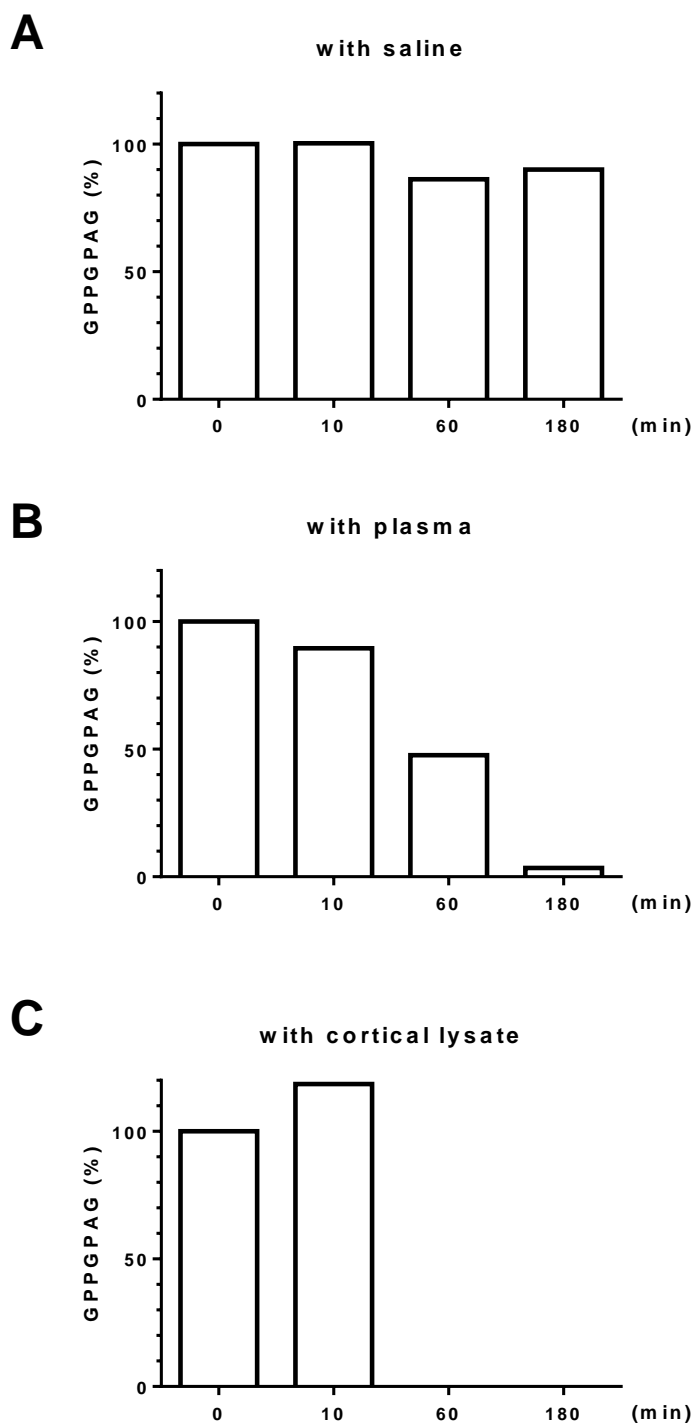 A
with saline
GPPGPAG (%)
100
50
0
0 10 60 180 (min)
B
with plasma
GPPGPAG (%)
100
50
0
0 10 60 180 (min)
C
with cortical lysate
GPPGPAG (%)
100
50
0
0 10 60 180 (min)